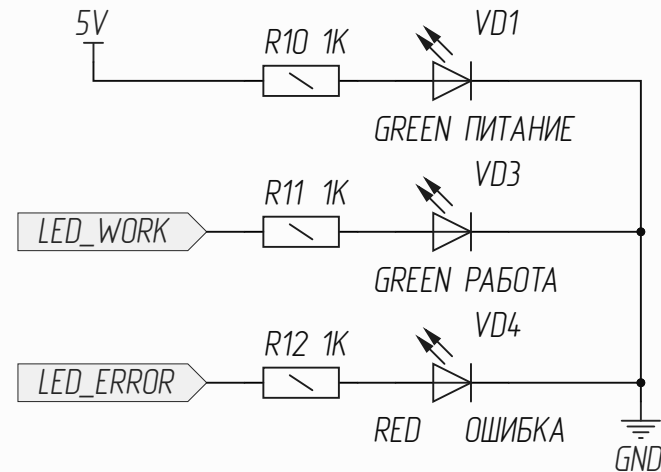 5V
R10 1K
VD1
GREEN ПИТАНИЕ
R11 1K
VD3
LED_WORK
GREEN РАБОТА
R12 1K
VD4
LED_ERROR
RED ОШИБКА
GND